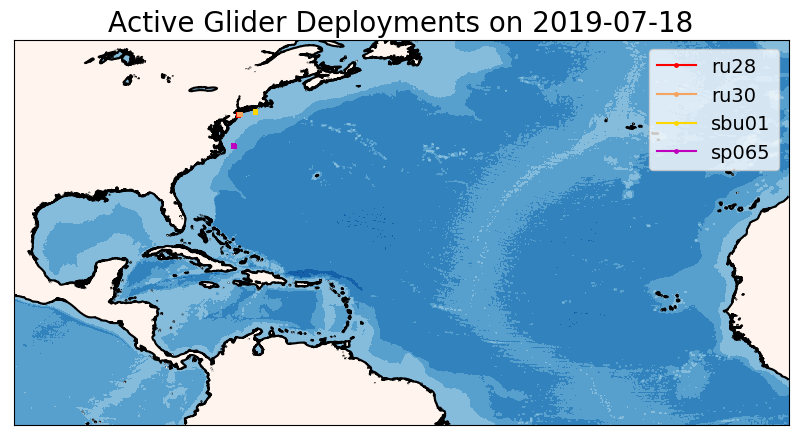 Active Glider Deployments on 2019-07-18
ru28
ru30
sbu01
sp065